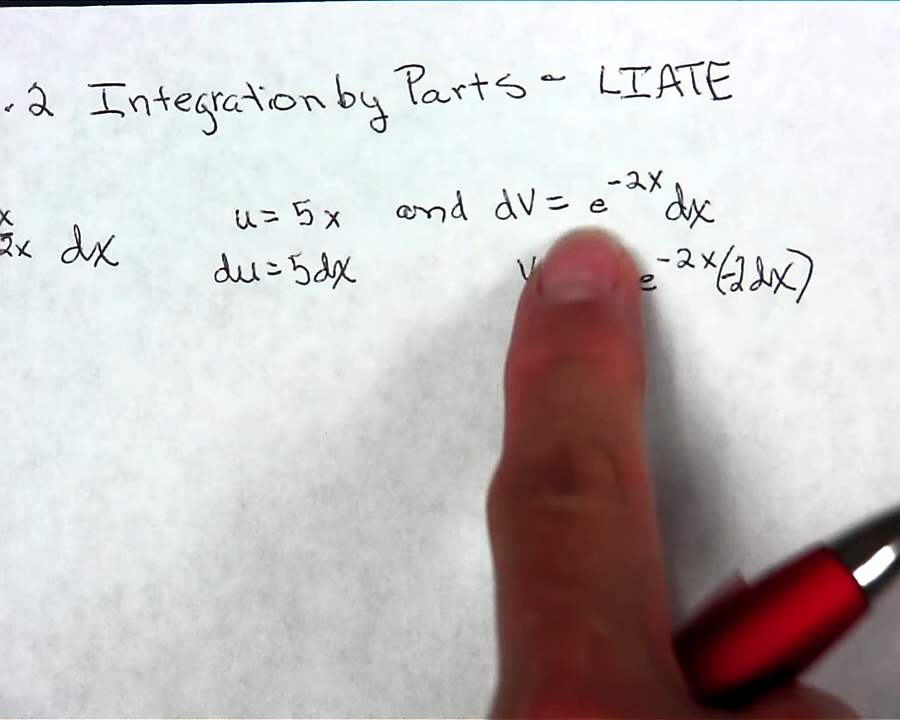 .2 Integration by Parts - LIATE
x
2x dx u = 5x and dV = e^-2x dx
du = 5dx V e^-2x(-2dx)